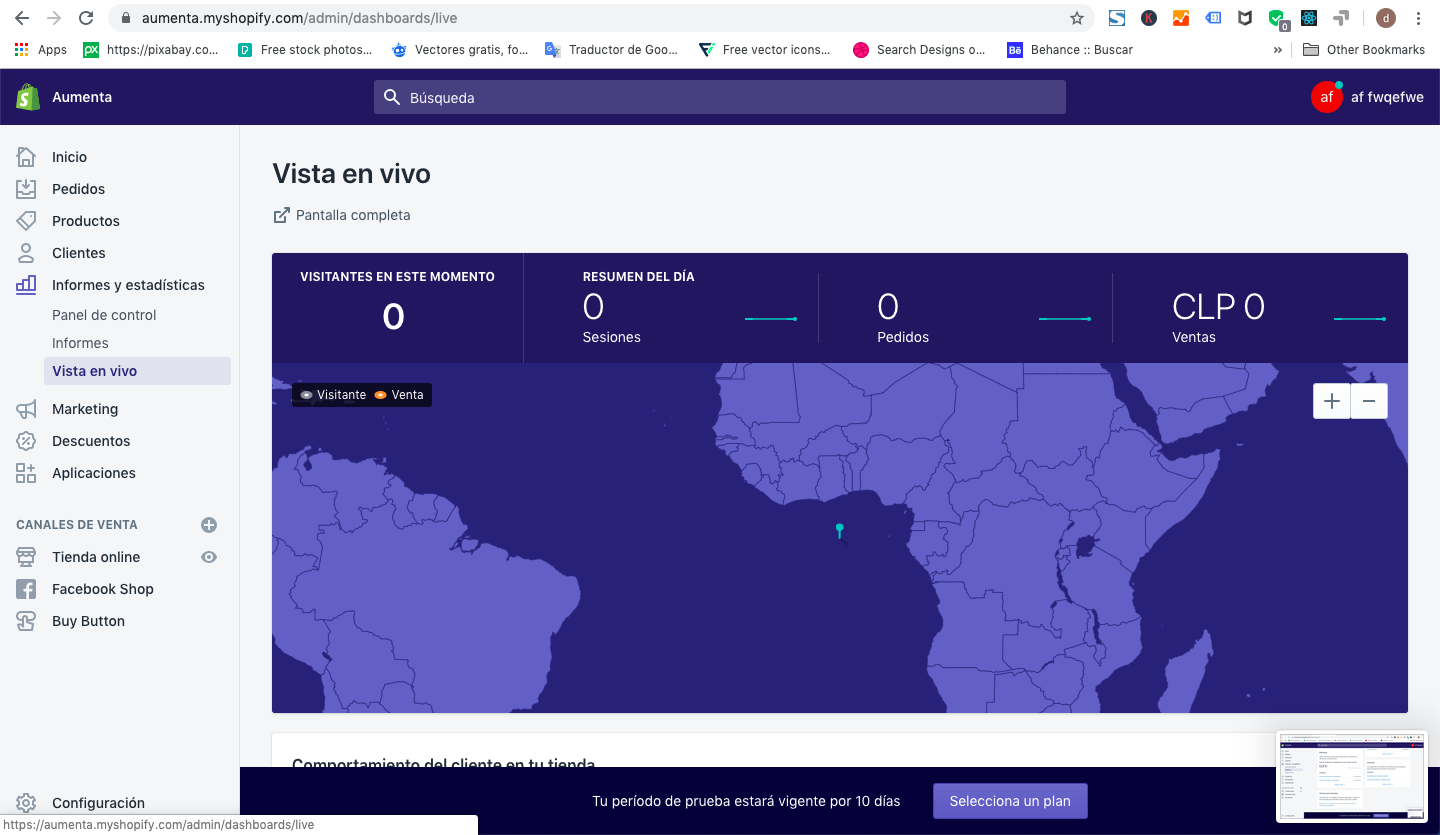 aumenta.myshopify.com/admin/dashboards/live
0
d
Apps
https://pixabay.co...
Free stock photos...
Vectores gratis, fo...
Traductor de Goo...
Free vector icons...
Search Designs o...
Bē
Behance :: Buscar
»
Other Bookmarks
Aumenta
Búsqueda
af
af fwqefwe
Inicio
Pedidos
Productos
Clientes
Informes y estadísticas
Panel de control
Informes
Vista en vivo
Marketing
Descuentos
Aplicaciones
CANALES DE VENTA
Tienda online
Facebook Shop
Buy Button
Configuración
Vista en vivo
Pantalla completa
VISITANTES EN ESTE MOMENTO
0
RESUMEN DEL DÍA
0
Sesiones
0
Pedidos
CLP 0
Ventas
Visitante
Venta
Comportamiento del cliente en tu tienda
Tu período de prueba estará vigente por 10 días
Selecciona un plan
https://aumenta.myshopify.com/admin/dashboards/live